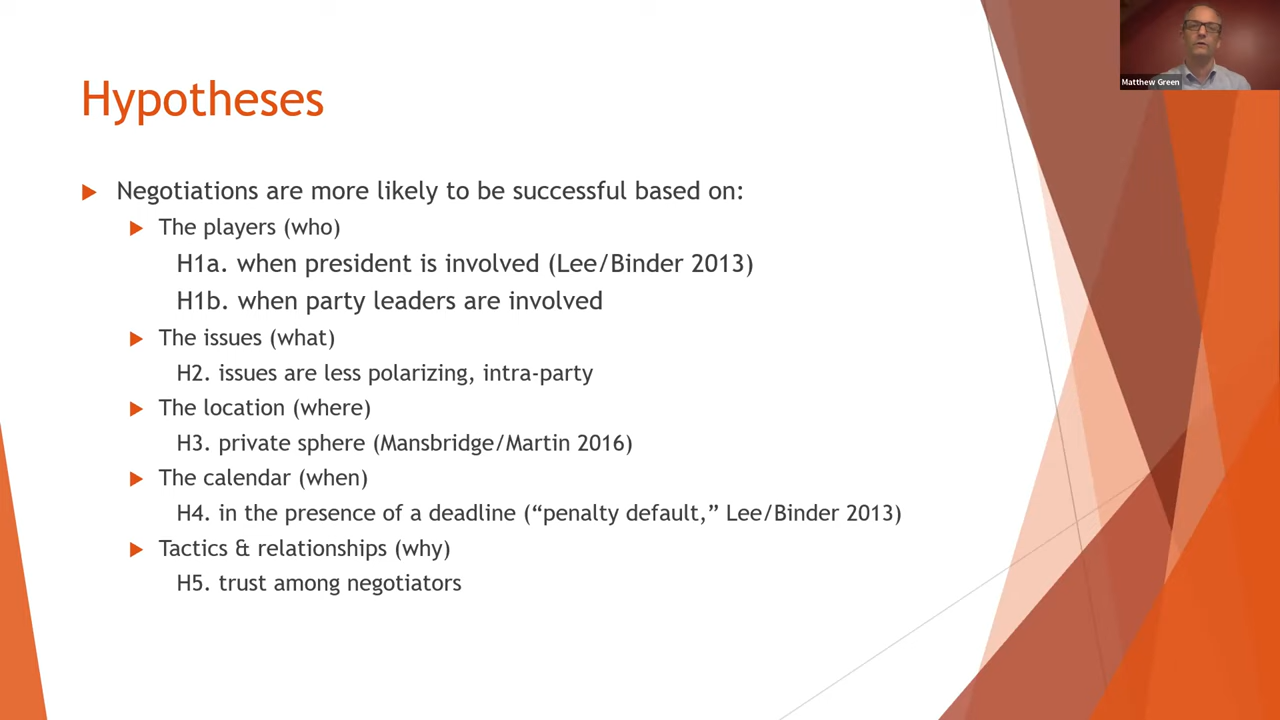 Matthew Green
Hypotheses
Negotiations are more likely to be successful based on:
The players (who)
H1a. when president is involved (Lee/Binder 2013)
H1b. when party leaders are involved
The issues (what)
H2. issues are less polarizing, intra-party
The location (where)
H3. private sphere (Mansbridge/Martin 2016)
The calendar (when)
H4. in the presence of a deadline (“penalty default,” Lee/Binder 2013)
Tactics & relationships (why)
H5. trust among negotiators